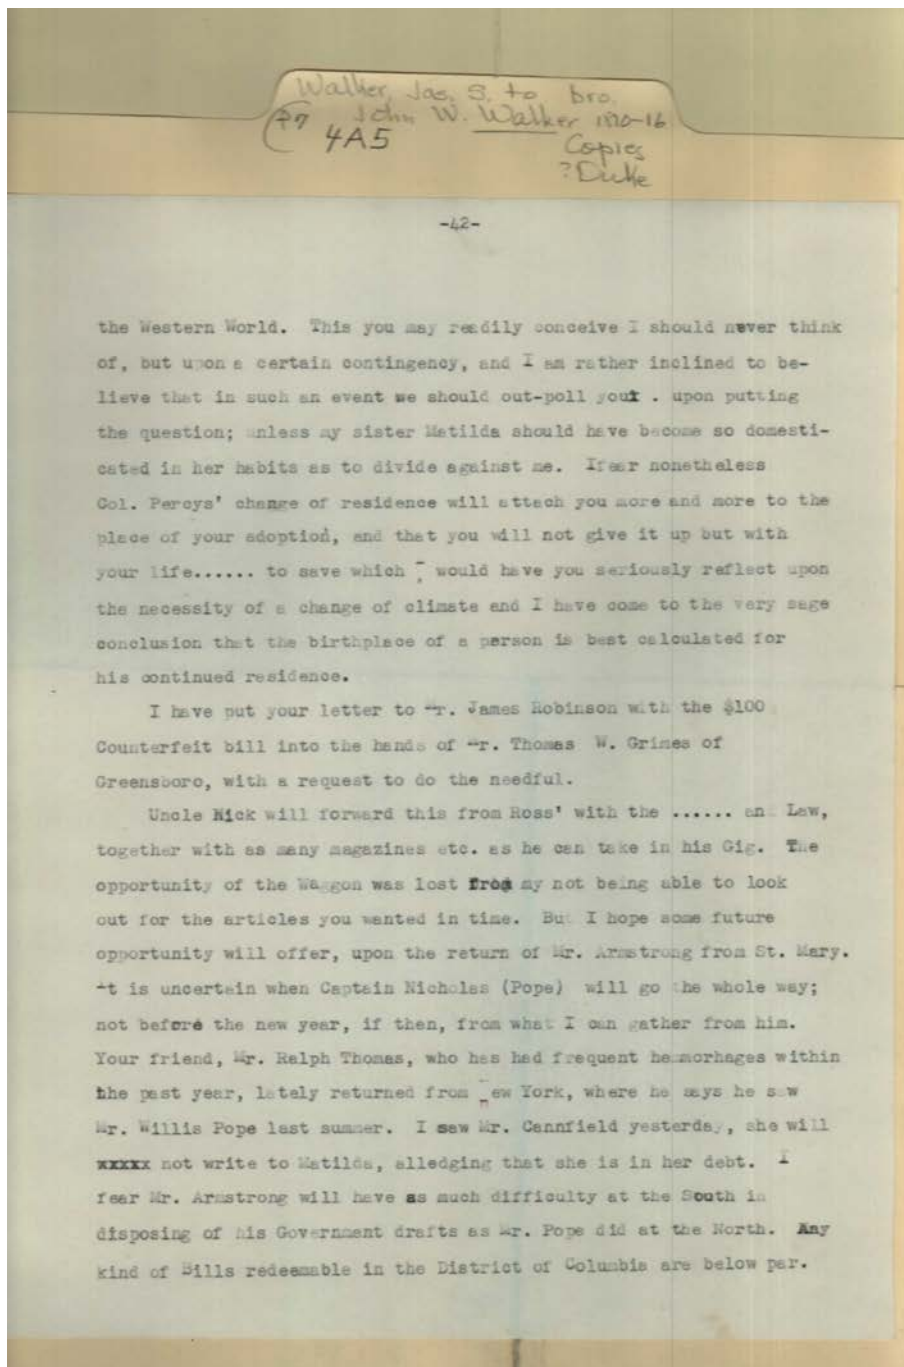 Walker, Jas. S. to bro.
John W. Walker 1810-16
4A5
Copies
?Duke
-42-
the Western World. This you may readily conceive I should never think
of, but upon a certain contingency, and I am rather inclined to be-
lieve that in such an event we should out-poll your . upon putting
the question; unless my sister Matilda should have become so domesti-
cated in her habits as to divide against me. Ifear nonetheless
Col. Percys' change of residence will attach you more and more to the
place of your adoption, and that you will not give it up but with
your life...... to save which I would have you seriously reflect upon
the necessity of a change of climate and I have come to the very sage
conclusion that the birthplace of a person is best calculated for
his continued residence.
I have put your letter to Mr. James Robinson with the $100
Counterfeit bill into the hands of Mr. Thomas W. Grimes of
Greensboro, with a request to do the needful.
Uncle Nick will forward this from Ross' with the ...... and Law,
together with as many magazines etc. as he can take in his Gig. The
opportunity of the Waggon was lost from my not being able to look
out for the articles you wanted in time. But I hope some future
opportunity will offer, upon the return of Mr. Armstrong from St. Mary.
It is uncertain when Captain Nicholas (Pope) will go the whole way;
not before the new year, if then, from what I can gather from him.
Your friend, Mr. Ralph Thomas, who has had frequent hemorhages within
the past year, lately returned from New York, where he says he saw
Mr. Willis Pope last summer. I saw Mr. Cannfield yesterday, she will
xxxxx not write to Matilda, alledging that she is in her debt. I
fear Mr. Armstrong will have as much difficulty at the South in
disposing of his Government drafts as Mr. Pope did at the North. Any
kind of Bills redeemable in the District of Columbia are below par.